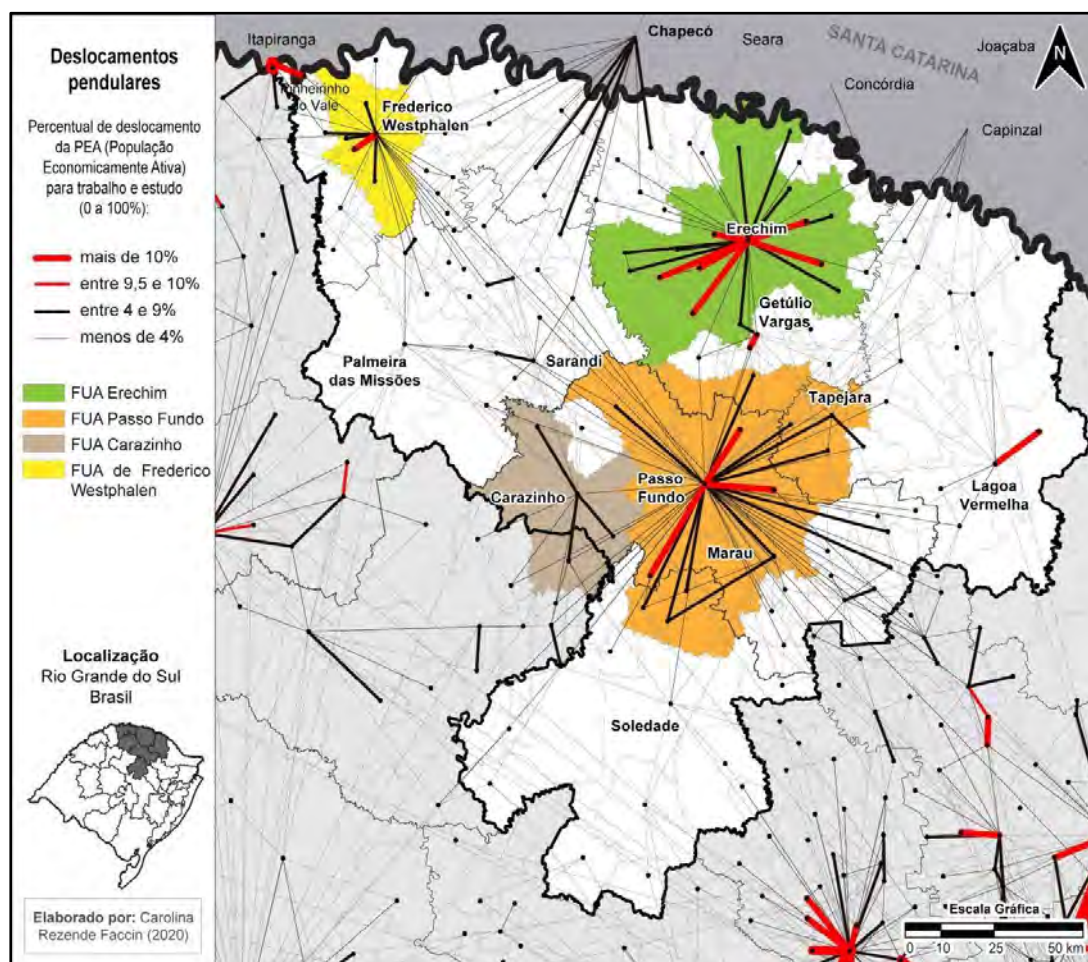 Deslocamentos
pendulares
Percentual de deslocamento
da PEA (População
Economicamente Ativa)
para trabalho e estudo
(0 a 100%):
mais de 10%
entre 9,5 e 10%
entre 4 e 9%
menos de 4%
FUA Erechim
FUA Passo Fundo
FUA Carazinho
FUA de Frederico
Westphalen
Localização
Rio Grande do Sul
Brasil
Elaborado por: Carolina
Rezende Faccin (2020)
Itapiranga
Chapecó
Seara
SANTA CATARINA
Joaçaba
N
Concórdia
Capinzal
do Vale
Frederico
Westphalen
Erechim
Getúlio
Vargas
Palmeira
das Missões
Sarandi
Tapejara
Carazinho
Passo
Fundo
Lagoa
Vermelha
Marau
Soledade
Escala Gráfica
0 10 25 50 km